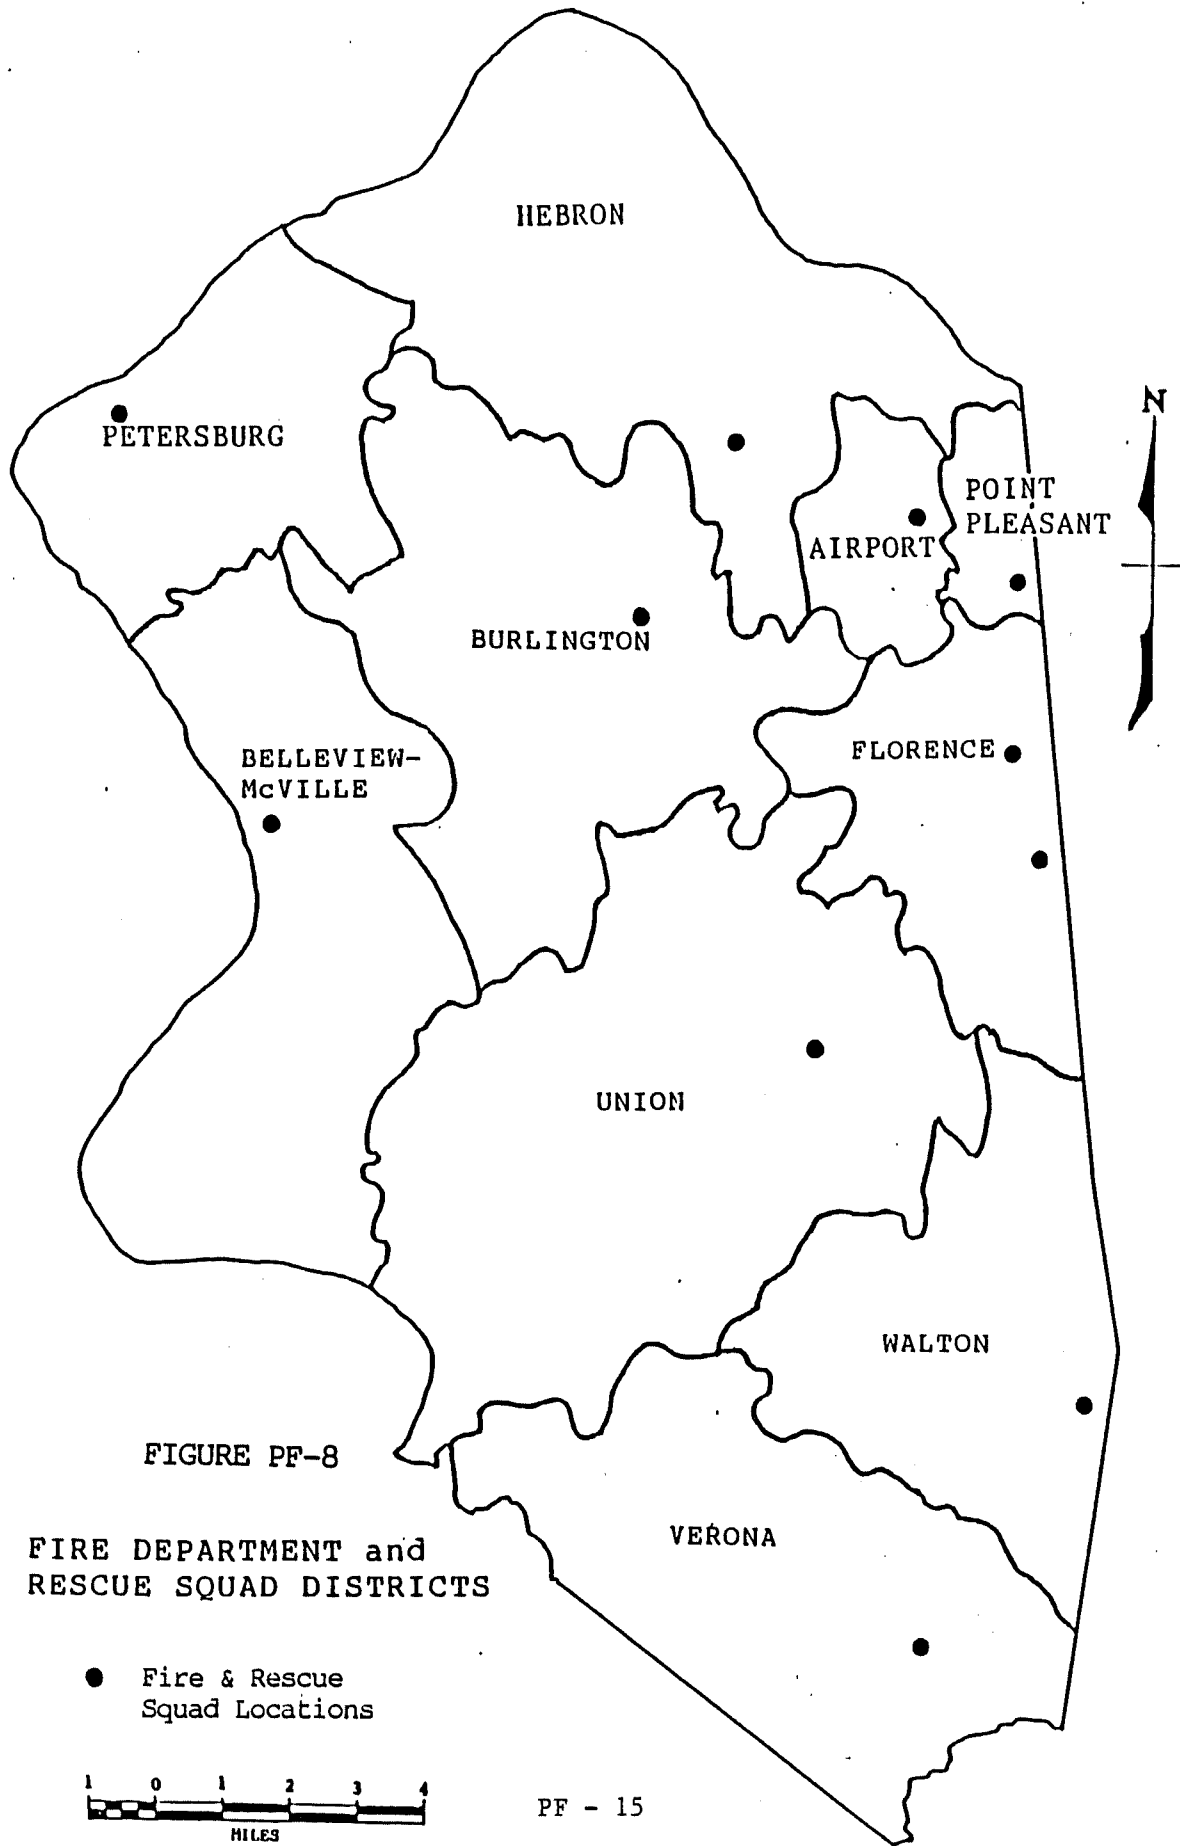 HEBRON
N
PETERSBURG
POINT
PLEASANT
AIRPORT
BURLINGTON
BELLEVIEW-
McVILLE
FLORENCE
UNION
WALTON
FIGURE PF-8
VERONA
FIRE DEPARTMENT and
RESCUE SQUAD DISTRICTS
Fire & Rescue
Squad Locations
1 0 1 2 3 4
MILES
PF - 15